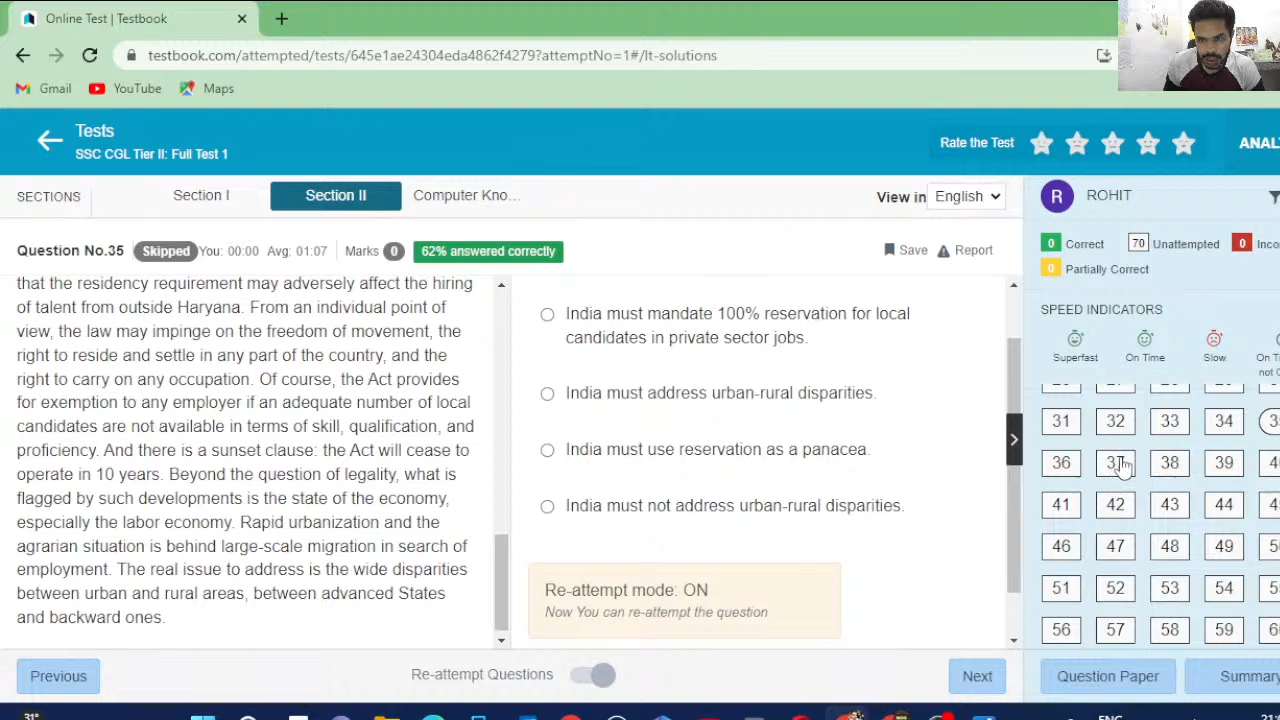 Online Test | Testbook
testbook.com/attempted/tests/645e1ae24304eda4862f4279?attemptNo=1#/lt-solutions
Gmail YouTube Maps
Tests
SSC CGL Tier II: Full Test 1
Rate the Test
SECTIONS Section I Section II Computer Kno...
View in English
R ROHIT
Question No.35 Skipped You: 00:00 Avg: 01:07 Marks 0 62% answered correctly
Save Report
0 Correct 70 Unattempted 0
0 Partially Correct
SPEED INDICATORS
Superfast On Time Slow
that the residency requirement may adversely affect the hiring
of talent from outside Haryana. From an individual point of
view, the law may impinge on the freedom of movement, the
right to reside and settle in any part of the country, and the
right to carry on any occupation. Of course, the Act provides
for exemption to any employer if an adequate number of local
candidates are not available in terms of skill, qualification, and
proficiency. And there is a sunset clause: the Act will cease to
operate in 10 years. Beyond the question of legality, what is
flagged by such developments is the state of the economy,
especially the labor economy. Rapid urbanization and the
agrarian situation is behind large-scale migration in search of
employment. The real issue to address is the wide disparities
between urban and rural areas, between advanced States
and backward ones.
India must mandate 100% reservation for local
candidates in private sector jobs.
India must address urban-rural disparities.
India must use reservation as a panacea.
India must not address urban-rural disparities.
Re-attempt mode: ON
Now You can re-attempt the question
31 32 33 34
36 38 39
41 42 43 44
46 47 48 49
51 52 53 54
56 57 58 59
Previous Re-attempt Questions Next
Question Paper Summary
31° ENG